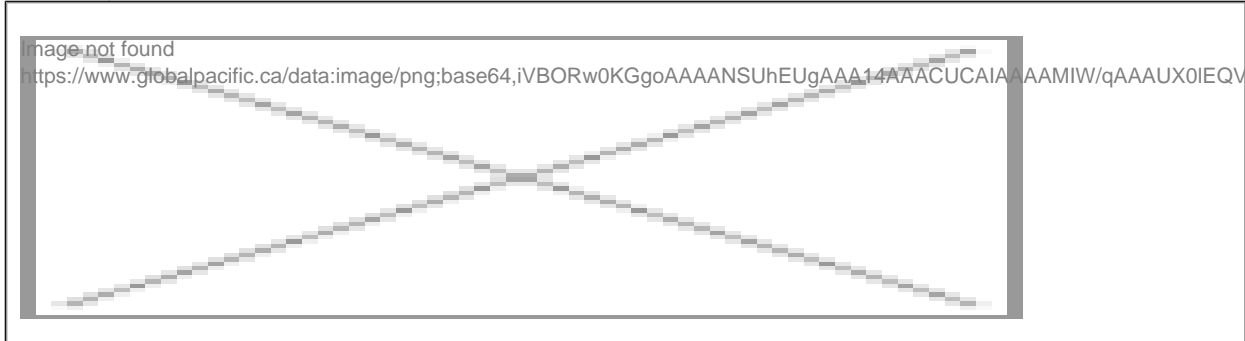 Image not found
https://www.globalpacific.ca/data:image/png;base64,iVBORw0KGgoAAAANSUhEUgAAA14AAACUCAIAAAAMIW/qAAAUX0lEQV